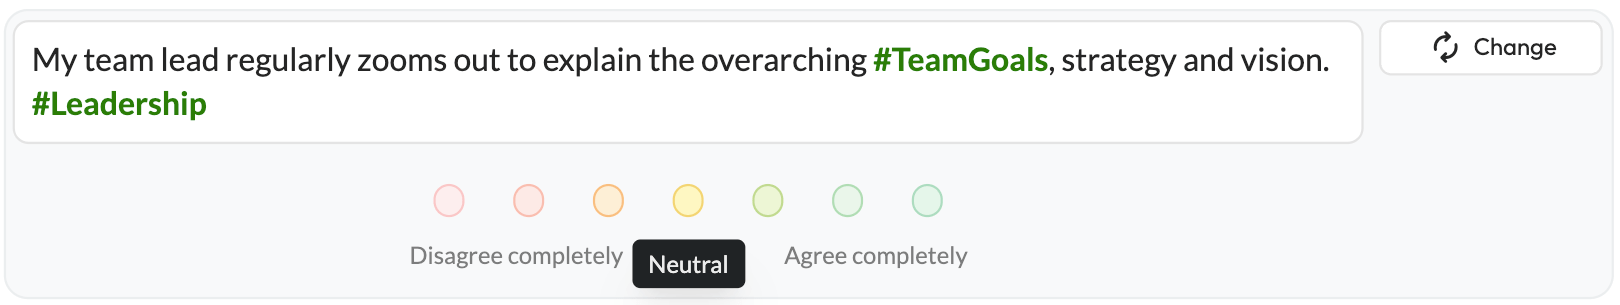 My team lead regularly zooms out to explain the overarching #TeamGoals, strategy and vision.
#Leadership
Change
Disagree completely
Neutral
Agree completely